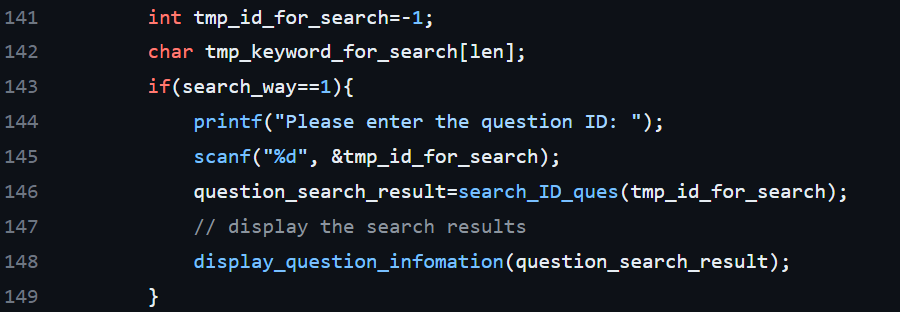 141 int tmp_id_for_search=-1;
142 char tmp_keyword_for_search[len];
143 if(search_way==1){
144 printf("Please enter the question ID: ");
145 scanf("%d", &tmp_id_for_search);
146 question_search_result=search_ID_ques(tmp_id_for_search);
147 // display the search results
148 display_question_infomation(question_search_result);
149 }